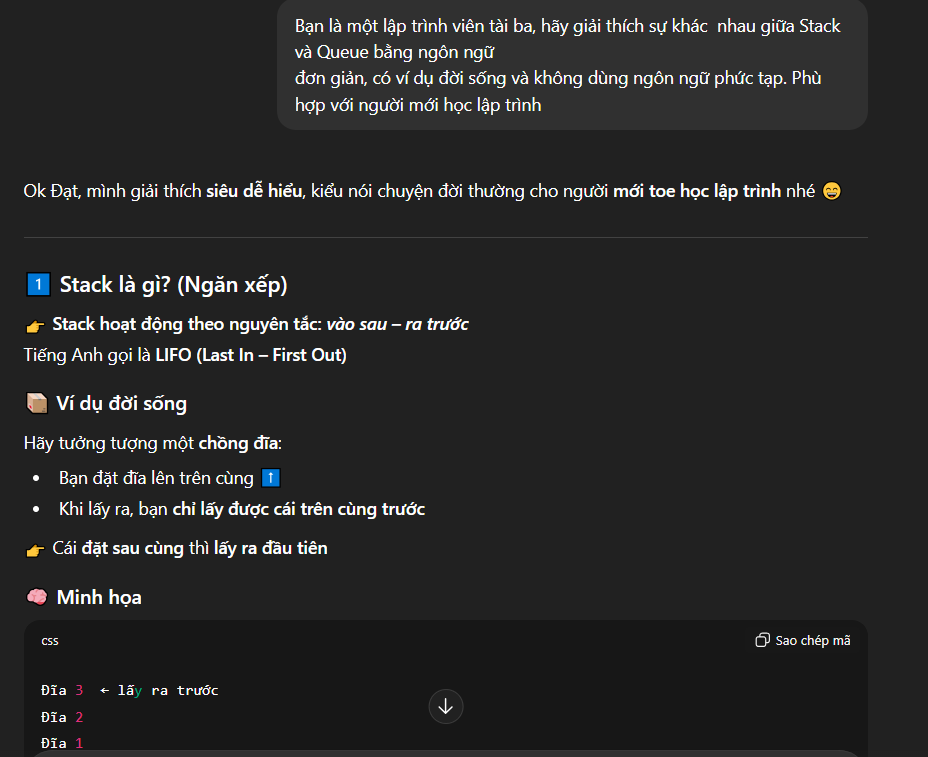 Bạn là một lập trình viên tài ba, hãy giải thích sự khác nhau giữa Stack
và Queue bằng ngôn ngữ
đơn giản, có ví dụ đời sống và không dùng ngôn ngữ phức tạp. Phù
hợp với người mới học lập trình
Ok Đạt, mình giải thích siêu dễ hiểu, kiểu nói chuyện đời thường cho người mới toe học lập trình nhé 😄
1️⃣ Stack là gì? (Ngăn xếp)
👉 Stack hoạt động theo nguyên tắc: vào sau – ra trước
Tiếng Anh gọi là LIFO (Last In – First Out)
📦 Ví dụ đời sống
Hãy tưởng tượng một chồng đĩa:
• Bạn đặt đĩa lên trên cùng ⬆️
• Khi lấy ra, bạn chỉ lấy được cái trên cùng trước
👉 Cái đặt sau cùng thì lấy ra đầu tiên
🧠 Minh họa
css
Sao chép mã
Đĩa 3 ← lấy ra trước
Đĩa 2
Đĩa 1